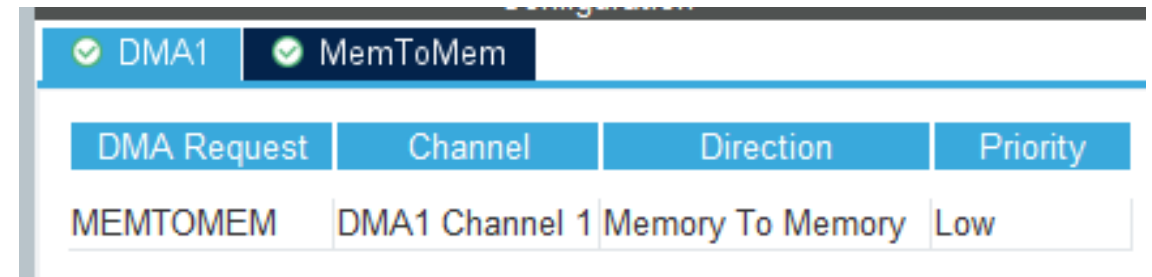 DMA1 MemToMem
DMA Request Channel Direction Priority
MEMTOMEM DMA1 Channel 1 Memory To Memory Low